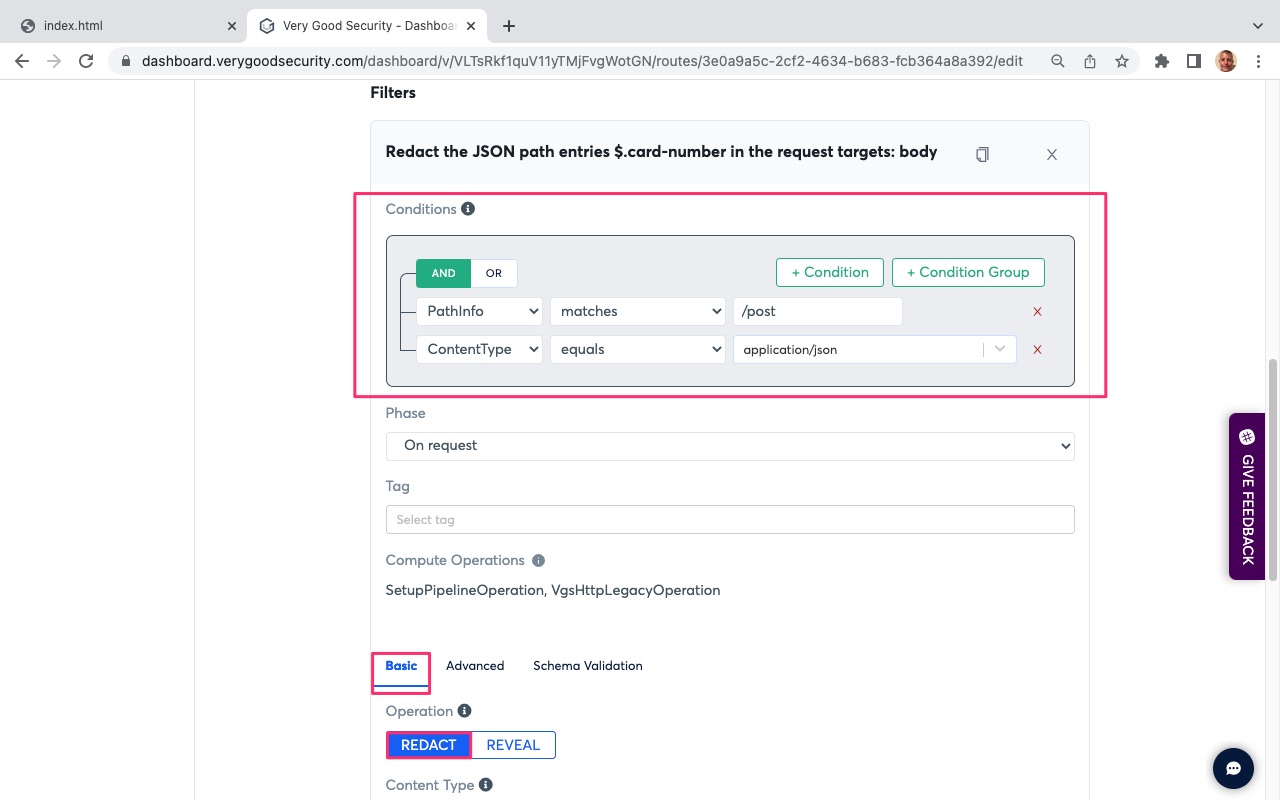 index.html
Very Good Security - Dashboa
dashboard.verygoodsecurity.com/dashboard/v/VLTsRkf1quV11yTMjFvgWotGN/routes/3e0a9a5c-2cf2-4634-b683-fcb364a8a392/edit
Filters
Redact the JSON path entries $.card-number in the request targets: body
Conditions
AND OR + Condition + Condition Group
PathInfo matches /post X
ContentType equals application/json X
Phase
On request
Tag
Select tag
Compute Operations
SetupPipelineOperation, VgsHttpLegacyOperation
Basic Advanced Schema Validation
Operation
REDACT REVEAL
Content Type
GIVE FEEDBACK